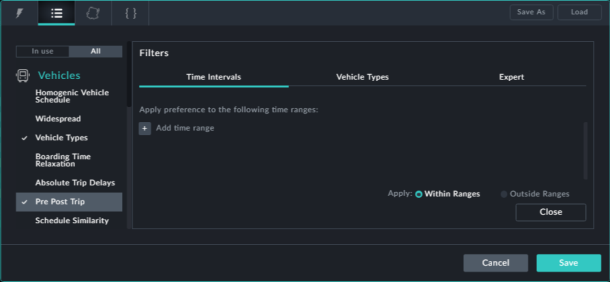 { }
Save As
Load
In use
All
Vehicles
Homogenic Vehicle
Schedule
Widespread
Vehicle Types
Boarding Time
Relaxation
Absolute Trip Delays
Pre Post Trip
Schedule Similarity
Filters
Time Intervals
Vehicle Types
Expert
Apply preference to the following time ranges:
+ Add time range
Apply: Within Ranges Outside Ranges
Close
Cancel
Save